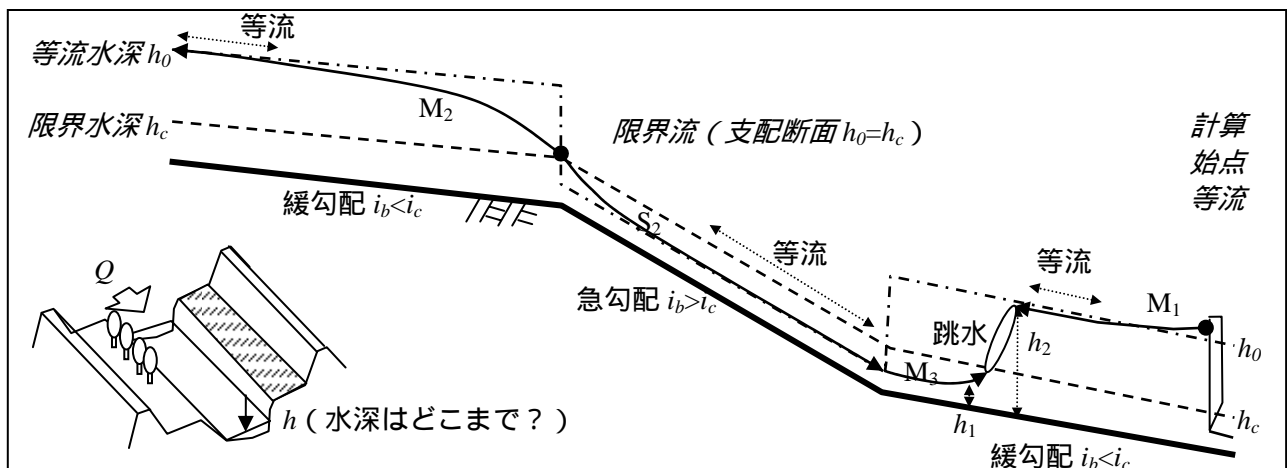 等流
等流水深 h0
M2
限界水深 hc
限界流(支配断面 h0=hc)
計算
始点
等流
緩勾配 ib<ic
S2
等流
急勾配 ib>ic
等流
M1
跳水
h2
h0
M3
h1
hc
緩勾配 ib<ic
Q
h(水深はどこまで?)